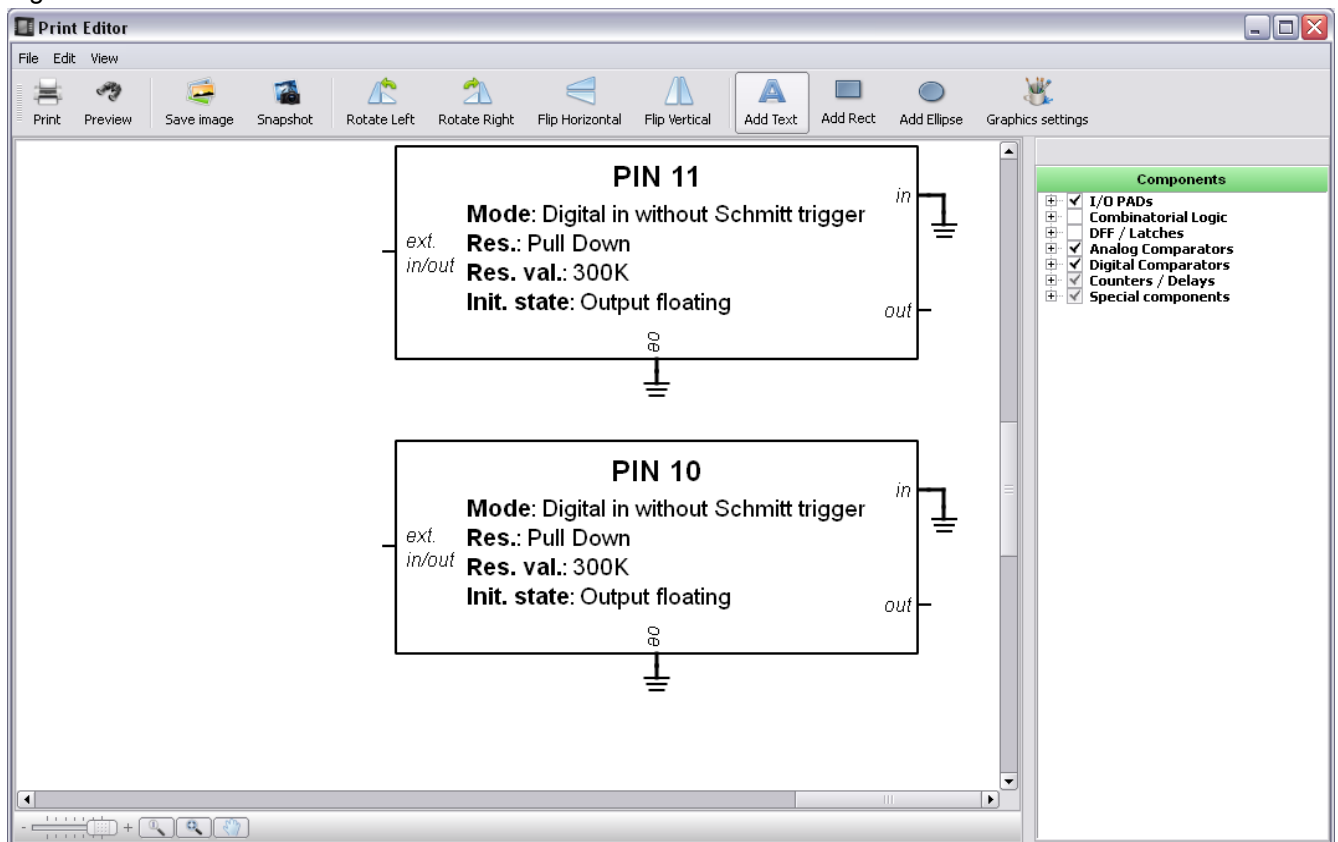 Print Editor
File Edit View
Print Preview Save image Snapshot Rotate Left Rotate Right Flip Horizontal Flip Vertical Add Text Add Rect Add Ellipse Graphics settings
PIN 11
in
Mode: Digital in without Schmitt trigger
ext.
in/out
Res.: Pull Down
Res. val.: 300K
Init. state: Output floating
out
oe
PIN 10
in
Mode: Digital in without Schmitt trigger
ext.
in/out
Res.: Pull Down
Res. val.: 300K
Init. state: Output floating
out
oe
Components
I/O PADs
Combinatorial Logic
DFF / Latches
Analog Comparators
Digital Comparators
Counters / Delays
Special components
- +